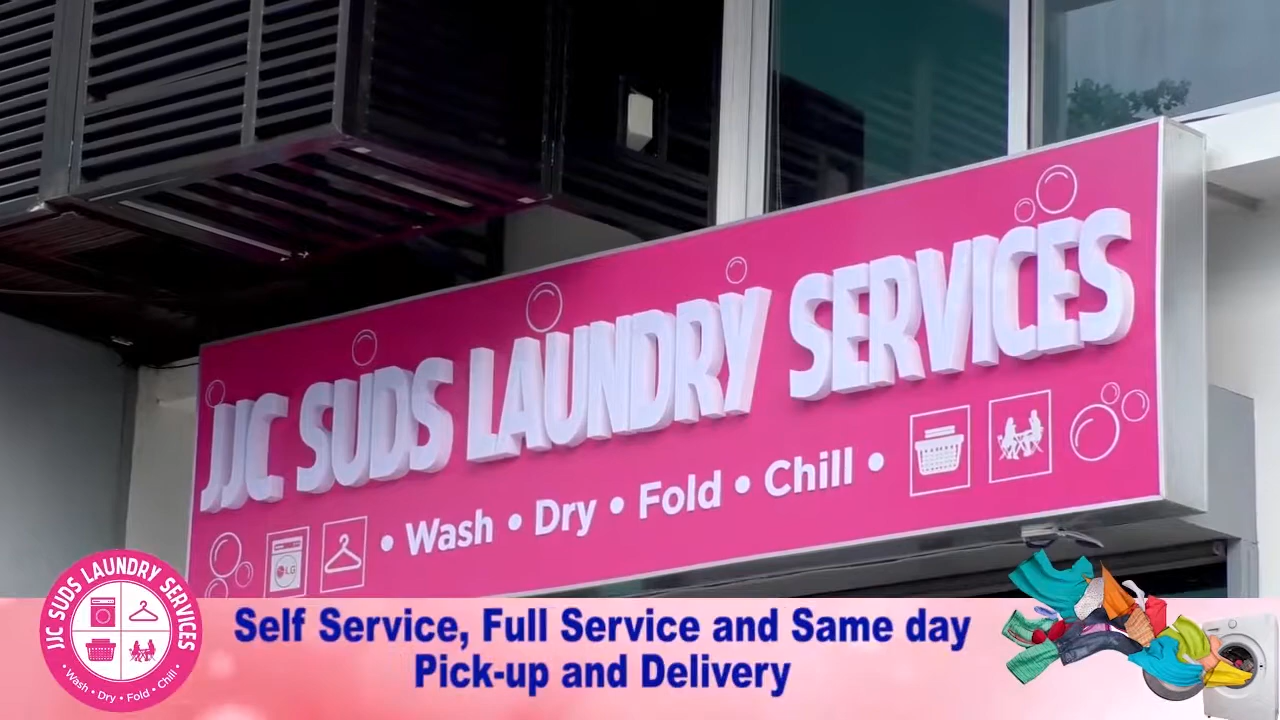 JJC SUDS LAUNDRY SERVICES
• Wash • Dry • Fold • Chill •
LG
JJC SUDS LAUNDRY SERVICES
• Wash • Dry • Fold • Chill •
Self Service, Full Service and Same day
Pick-up and Delivery